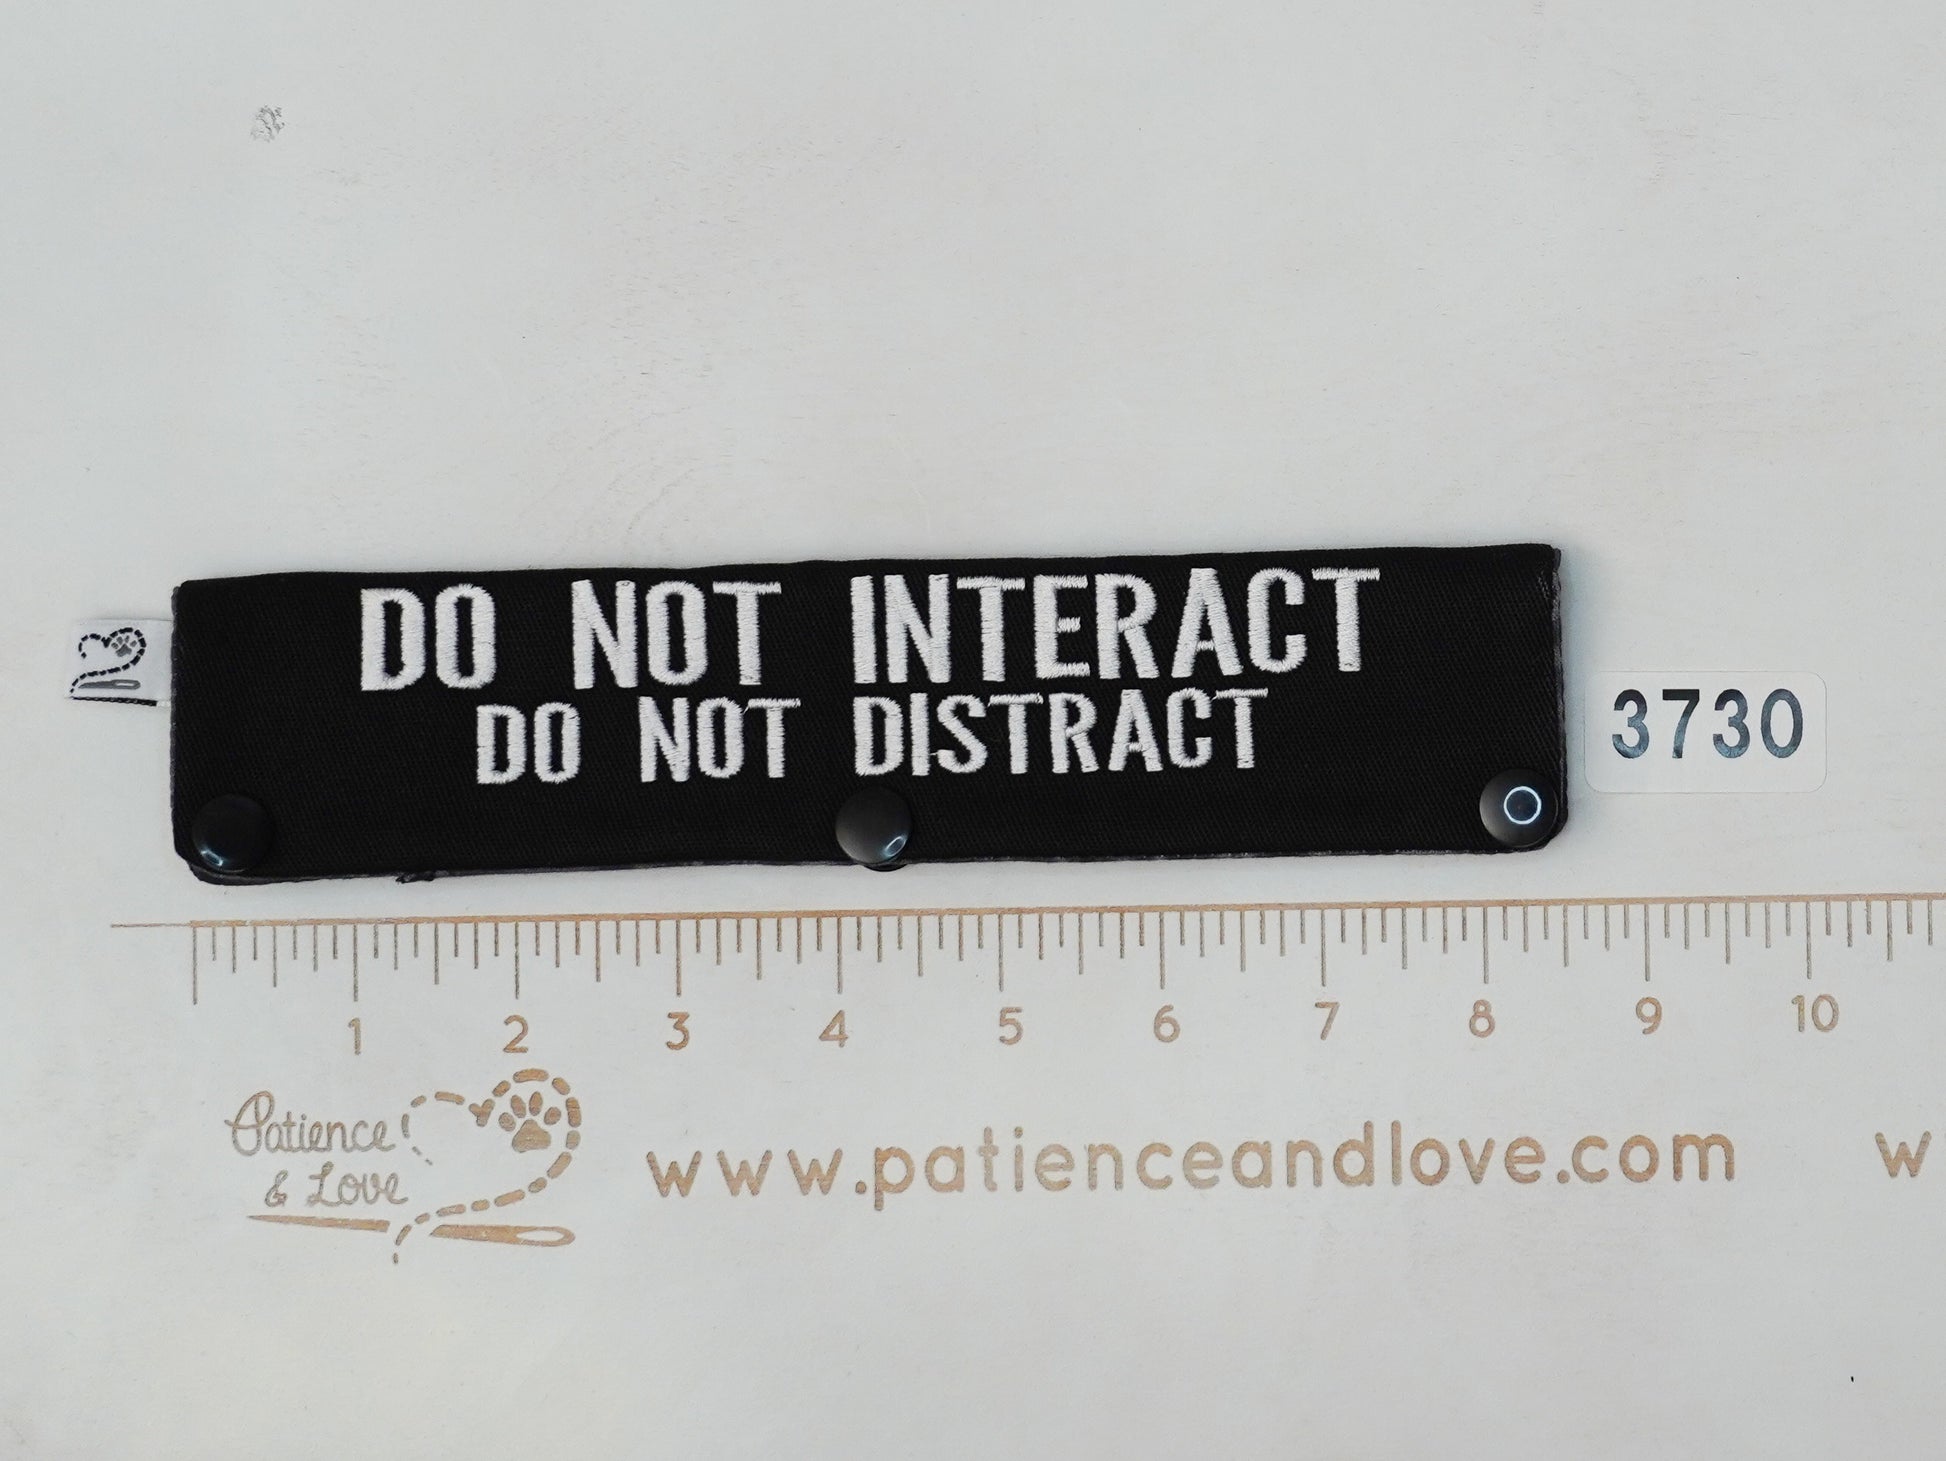 DO NOT INTERACT
DO NOT DISTRACT
3730
1 2 3 4 5 6 7 8 9 10
Patience
& Love
www.patienceandlove.com
w